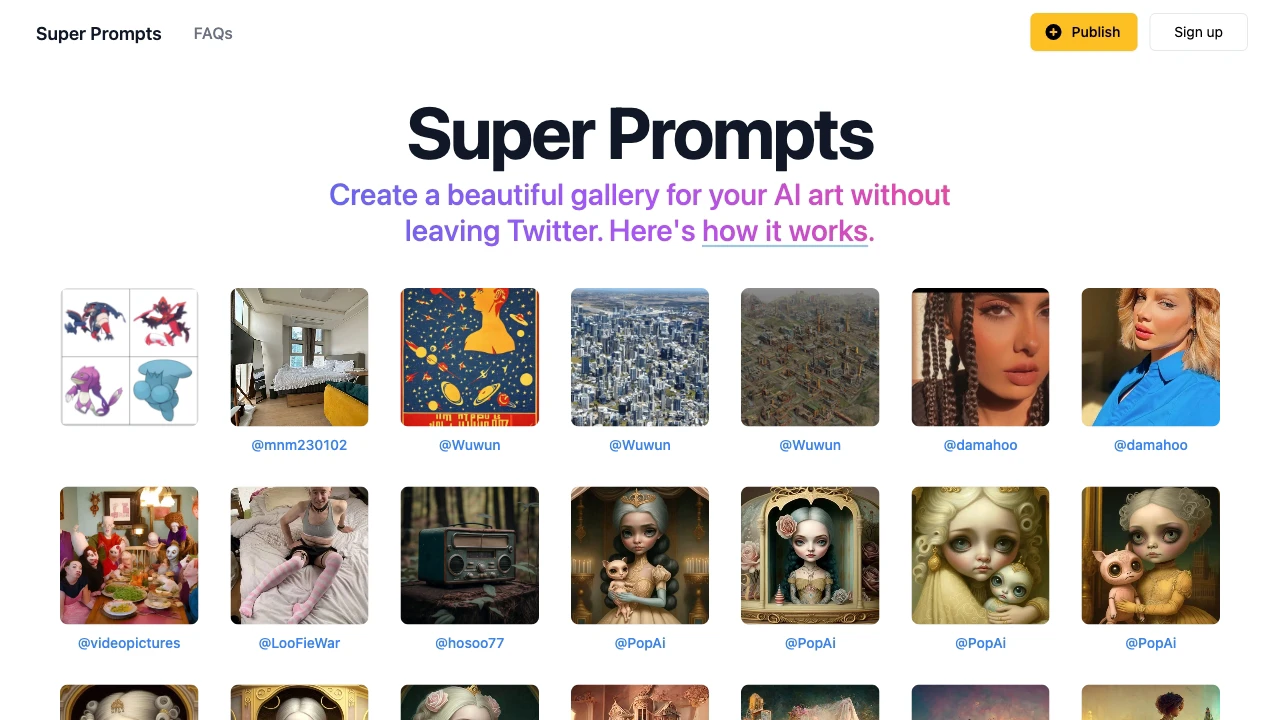 Super Prompts
FAQs
Publish
Sign up
Super Prompts
Create a beautiful gallery for your AI art without
leaving Twitter. Here's how it works.
@mnm230102
@Wuwun
@Wuwun
@Wuwun
@damahoo
@damahoo
@videopictures
@LooFieWar
@hosoo77
@PopAi
@PopAi
@PopAi
@PopAi